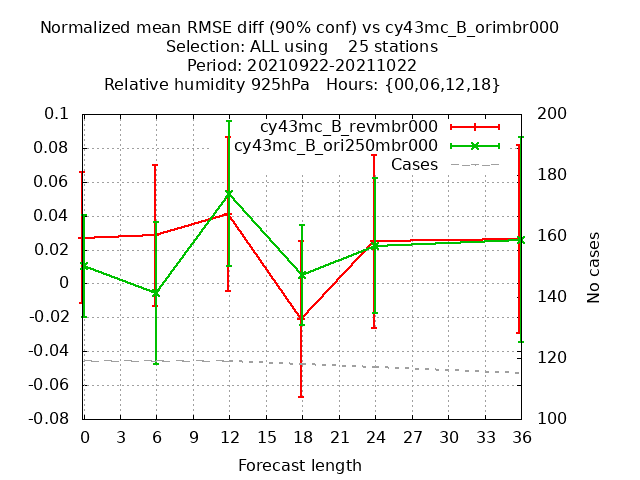 Normalized mean RMSE diff (90% conf) vs cy43mc_B_orimbr000
Selection: ALL using    25 stations
Period: 20210922-20211022
Relative humidity 925hPa   Hours: {00,06,12,18}
cy43mc_B_revmbr000
cy43mc_B_ori250mbr000
Cases
0.1
0.08
0.06
0.04
0.02
0
-0.02
-0.04
-0.06
-0.08
200
180
160
140
120
100
No cases
0 3 6 9 12 15 18 21 24 27 30 33 36
Forecast length